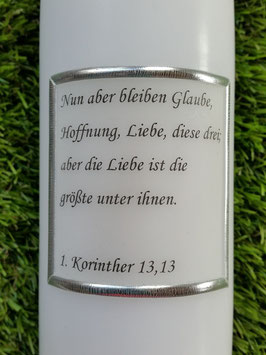 Nun aber bleiben Glaube,
Hoffnung, Liebe, diese drei;
aber die Liebe ist die
größte unter ihnen.
1. Korinther 13,13